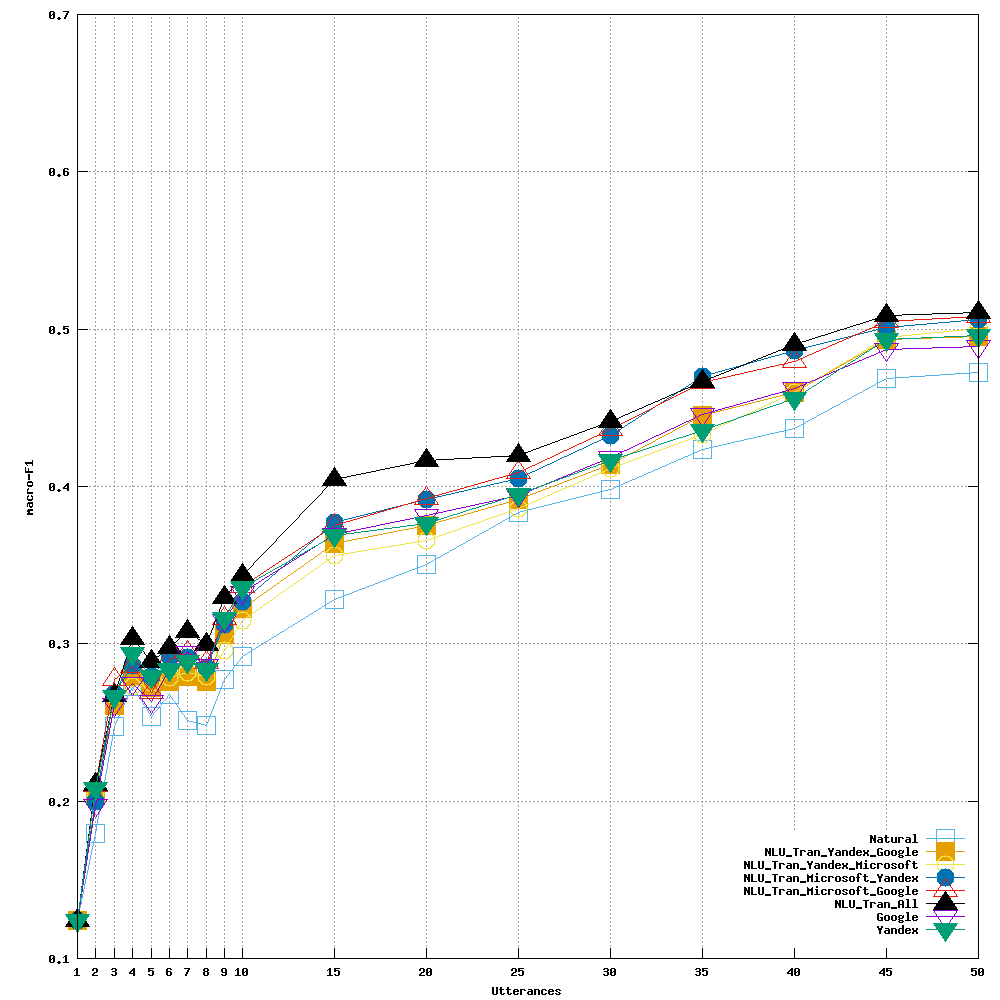 0.7
0.6
0.5
0.4
0.3
0.2
0.1
Macro-F1
1 2 3 4 5 6 7 8 9 10 15 20 25 30 35 40 45 50
Utterances
Natural
NLU_Tran_Yandex_Google
NLU_Tran_Yandex_Microsoft
NLU_Tran_Microsoft_Yandex
NLU_Tran_Microsoft_Google
NLU_Tran_All
Google
Yandex